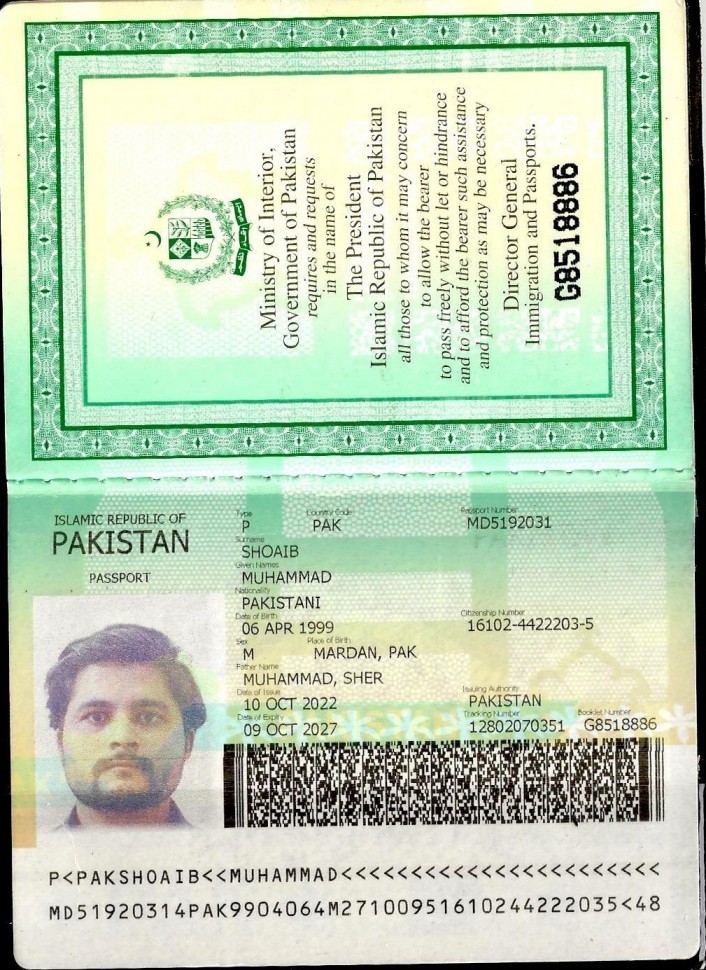 Ministry of Interior,
Government of Pakistan
requires and requests
in the name of
The President
Islamic Republic of Pakistan
all those to whom it may concern
to allow the bearer
to pass freely without let or hindrance
and to afford the bearer such assistance
and protection as may be necessary
Director General
Immigration and Passports.
G8518886
ISLAMIC REPUBLIC OF
PAKISTAN
PASSPORT
Type Country Code Passport Number
P PAK MD5192031
Surname
SHOAIB
Given Names
MUHAMMAD
Nationality
PAKISTANI
Date of Birth Citizenship Number
06 APR 1999 16102-4422203-5
Sex Place of Birth
M MARDAN, PAK
Father Name
MUHAMMAD, SHER
Date of Issue Issuing Authority
10 OCT 2022 PAKISTAN
Date of Expiry Tracking Number Booklet Number
09 OCT 2027 12802070351 G8518886
P<PAKSHOAIB<<MUHAMMAD<<<<<<<<<<<<<<<<<<<<<<<
MD51920314PAK9904064M27100951610244222035<48